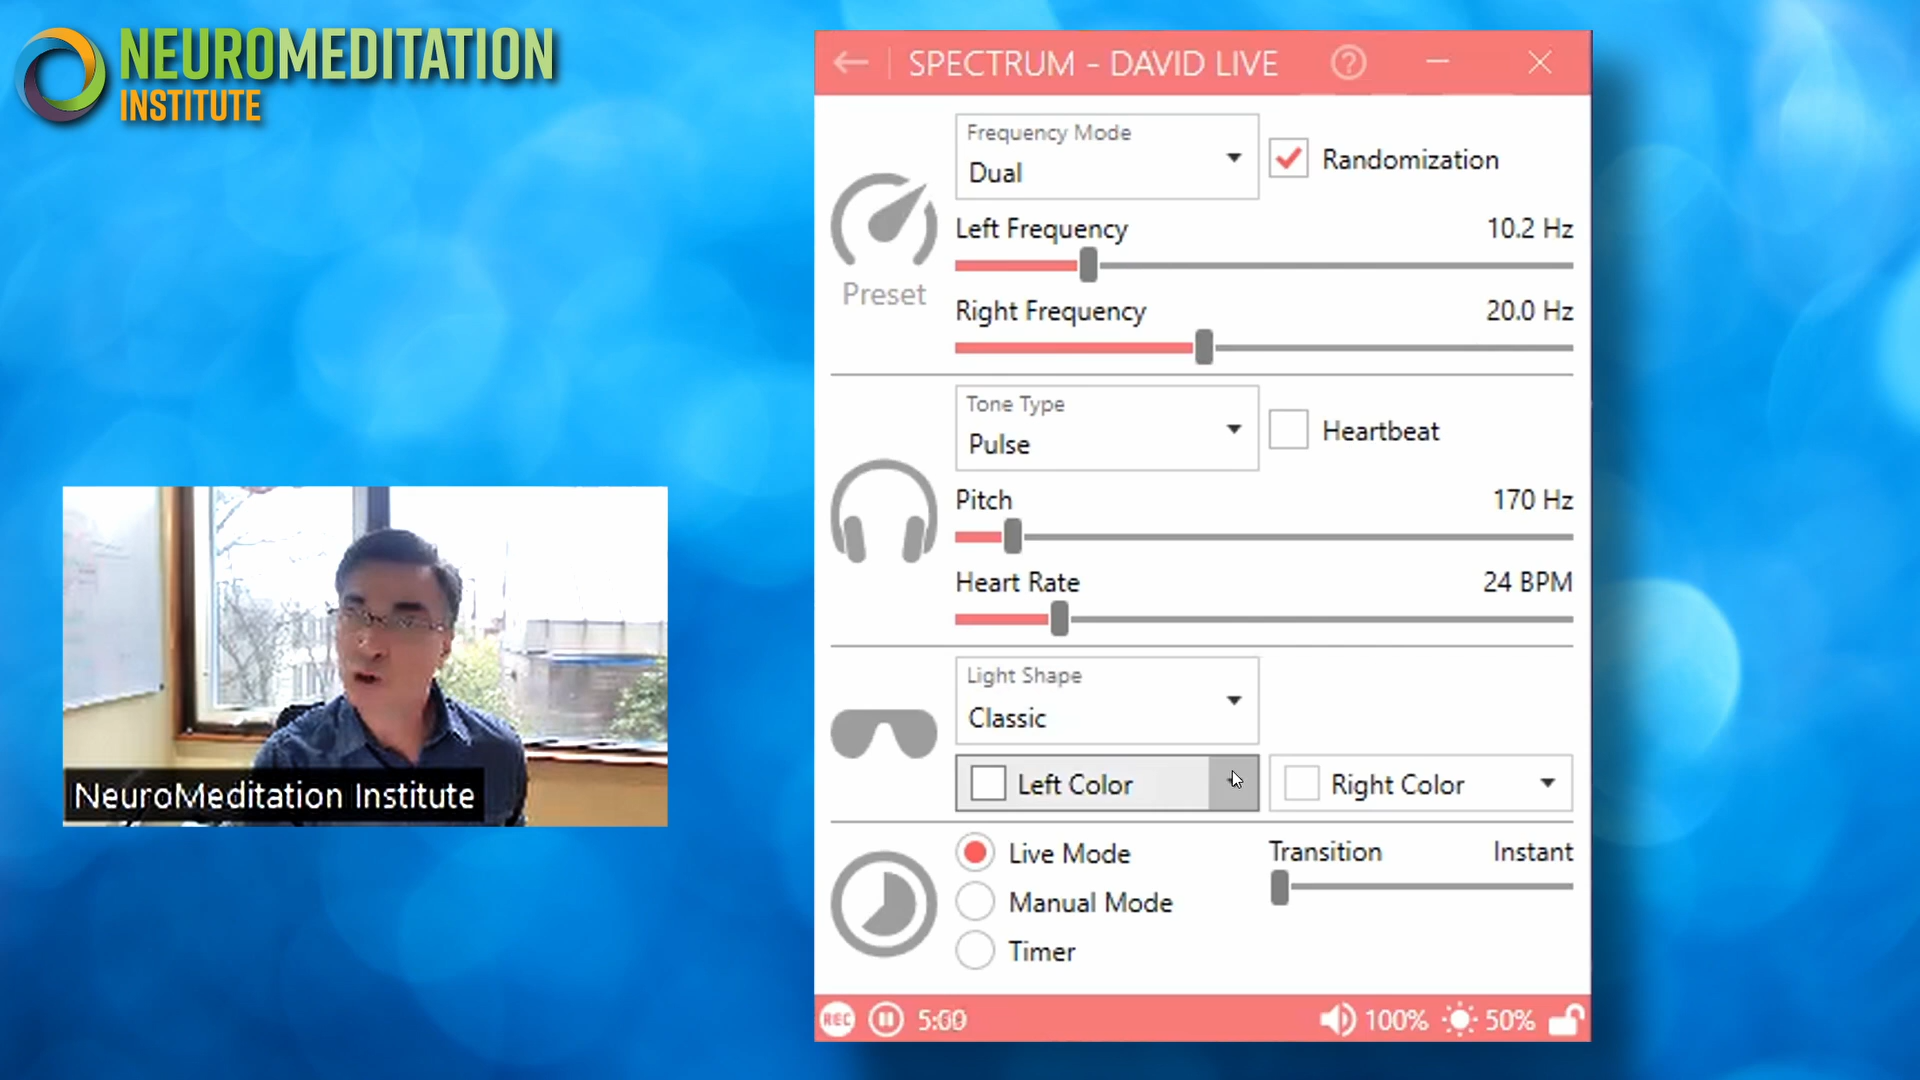 NEUROMEDITATION
INSTITUTE
SPECTRUM - DAVID LIVE
Frequency Mode
Dual
Randomization
Left Frequency 10.2 Hz
Preset
Right Frequency 20.0 Hz
Tone Type
Pulse
Heartbeat
Pitch 170 Hz
Heart Rate 24 BPM
Light Shape
Classic
Left Color
Right Color
NeuroMeditation Institute
Live Mode
Transition Instant
Manual Mode
Timer
REC 100% 50%